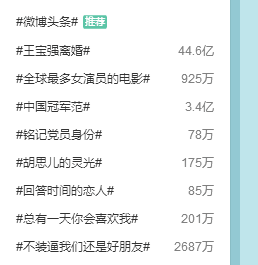 #微博头条# 推荐
#王宝强离婚# 44.6亿
#全球最多女演员的电影# 925万
#中国冠军范# 3.4亿
#铭记党员身份# 78万
#胡思儿的灵光# 175万
#回答时间的恋人# 85万
#总有一天你会喜欢我# 201万
#不装逼我们还是好朋友# 2687万